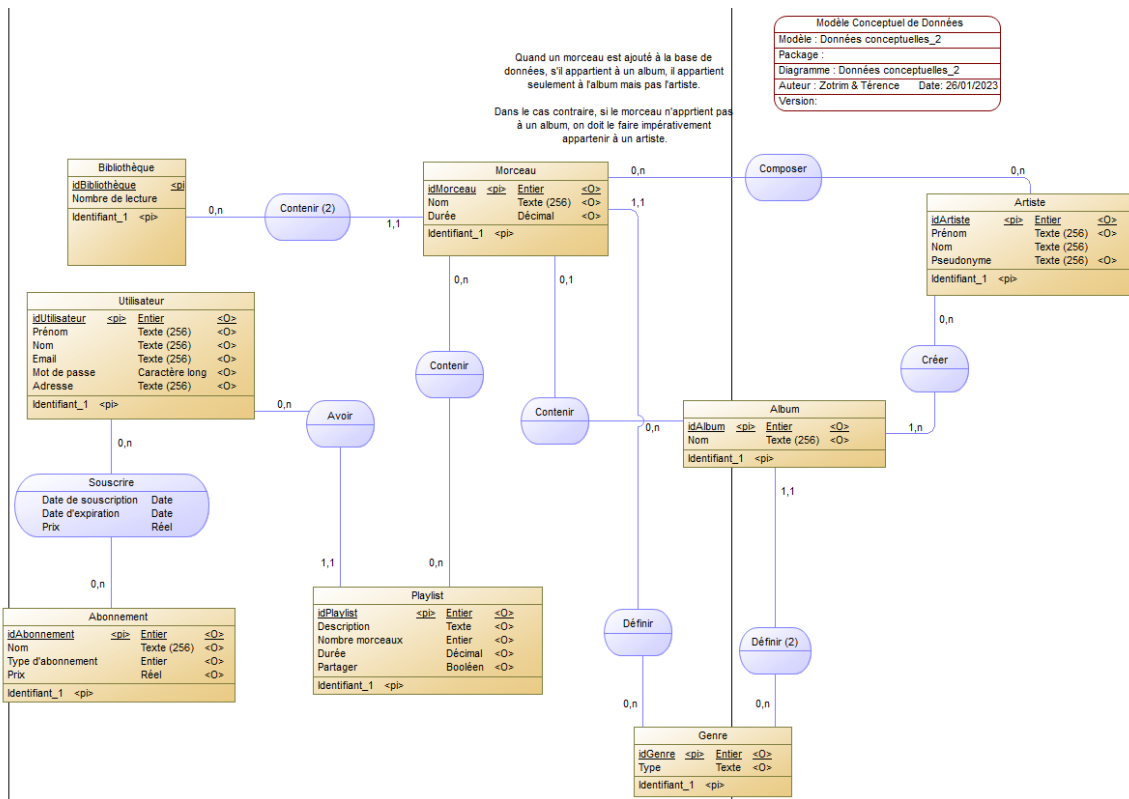 Modèle Conceptuel de Données
Modèle : Données conceptuelles_2
Package :
Diagramme : Données conceptuelles_2
Auteur : Zotrim & Térence Date: 26/01/2023
Version:
Quand un morceau est ajouté à la base de
données, s'il appartient à un album, il appartient
seulement à l'album mais pas l'artiste.
Dans le cas contraire, si le morceau n'apprtient pas
à un album, on doit le faire impérativement
appartenir à un artiste.
Bibliothèque
idBibliothèque <pi
Nombre de lecture
Identifiant_1 <pi>
0,n
Contenir (2)
1,1
Morceau
idMorceau <pi> Entier <O>
Nom Texte (256) <O>
Durée Décimal <O>
Identifiant_1 <pi>
0,n
Composer
0,n
1,1
Artiste
idArtiste <pi> Entier <O>
Prénom Texte (256) <O>
Nom Texte (256)
Pseudonyme Texte (256) <O>
Identifiant_1 <pi>
0,n
0,1
0,n
Utilisateur
idUtilisateur <pi> Entier <O>
Prénom Texte (256) <O>
Nom Texte (256) <O>
Email Texte (256) <O>
Mot de passe Caractère long <O>
Adresse Texte (256) <O>
Identifiant_1 <pi>
0,n
Avoir
Contenir
Créer
Contenir
0,n
Album
idAlbum <pi> Entier <O>
Nom Texte (256) <O>
Identifiant_1 <pi>
1,n
0,n
1,1
Souscrire
Date de souscription Date
Date d'expiration Date
Prix Réel
0,n
1,1
0,n
Abonnement
idAbonnement <pi> Entier <O>
Nom Texte (256) <O>
Type d'abonnement Entier <O>
Prix Réel <O>
Identifiant_1 <pi>
Playlist
idPlaylist <pi> Entier <O>
Description Texte <O>
Nombre morceaux Entier <O>
Durée Décimal <O>
Partager Booléen <O>
Identifiant_1 <pi>
Définir
Définir (2)
0,n
0,n
Genre
idGenre <pi> Entier <O>
Type Texte <O>
Identifiant_1 <pi>